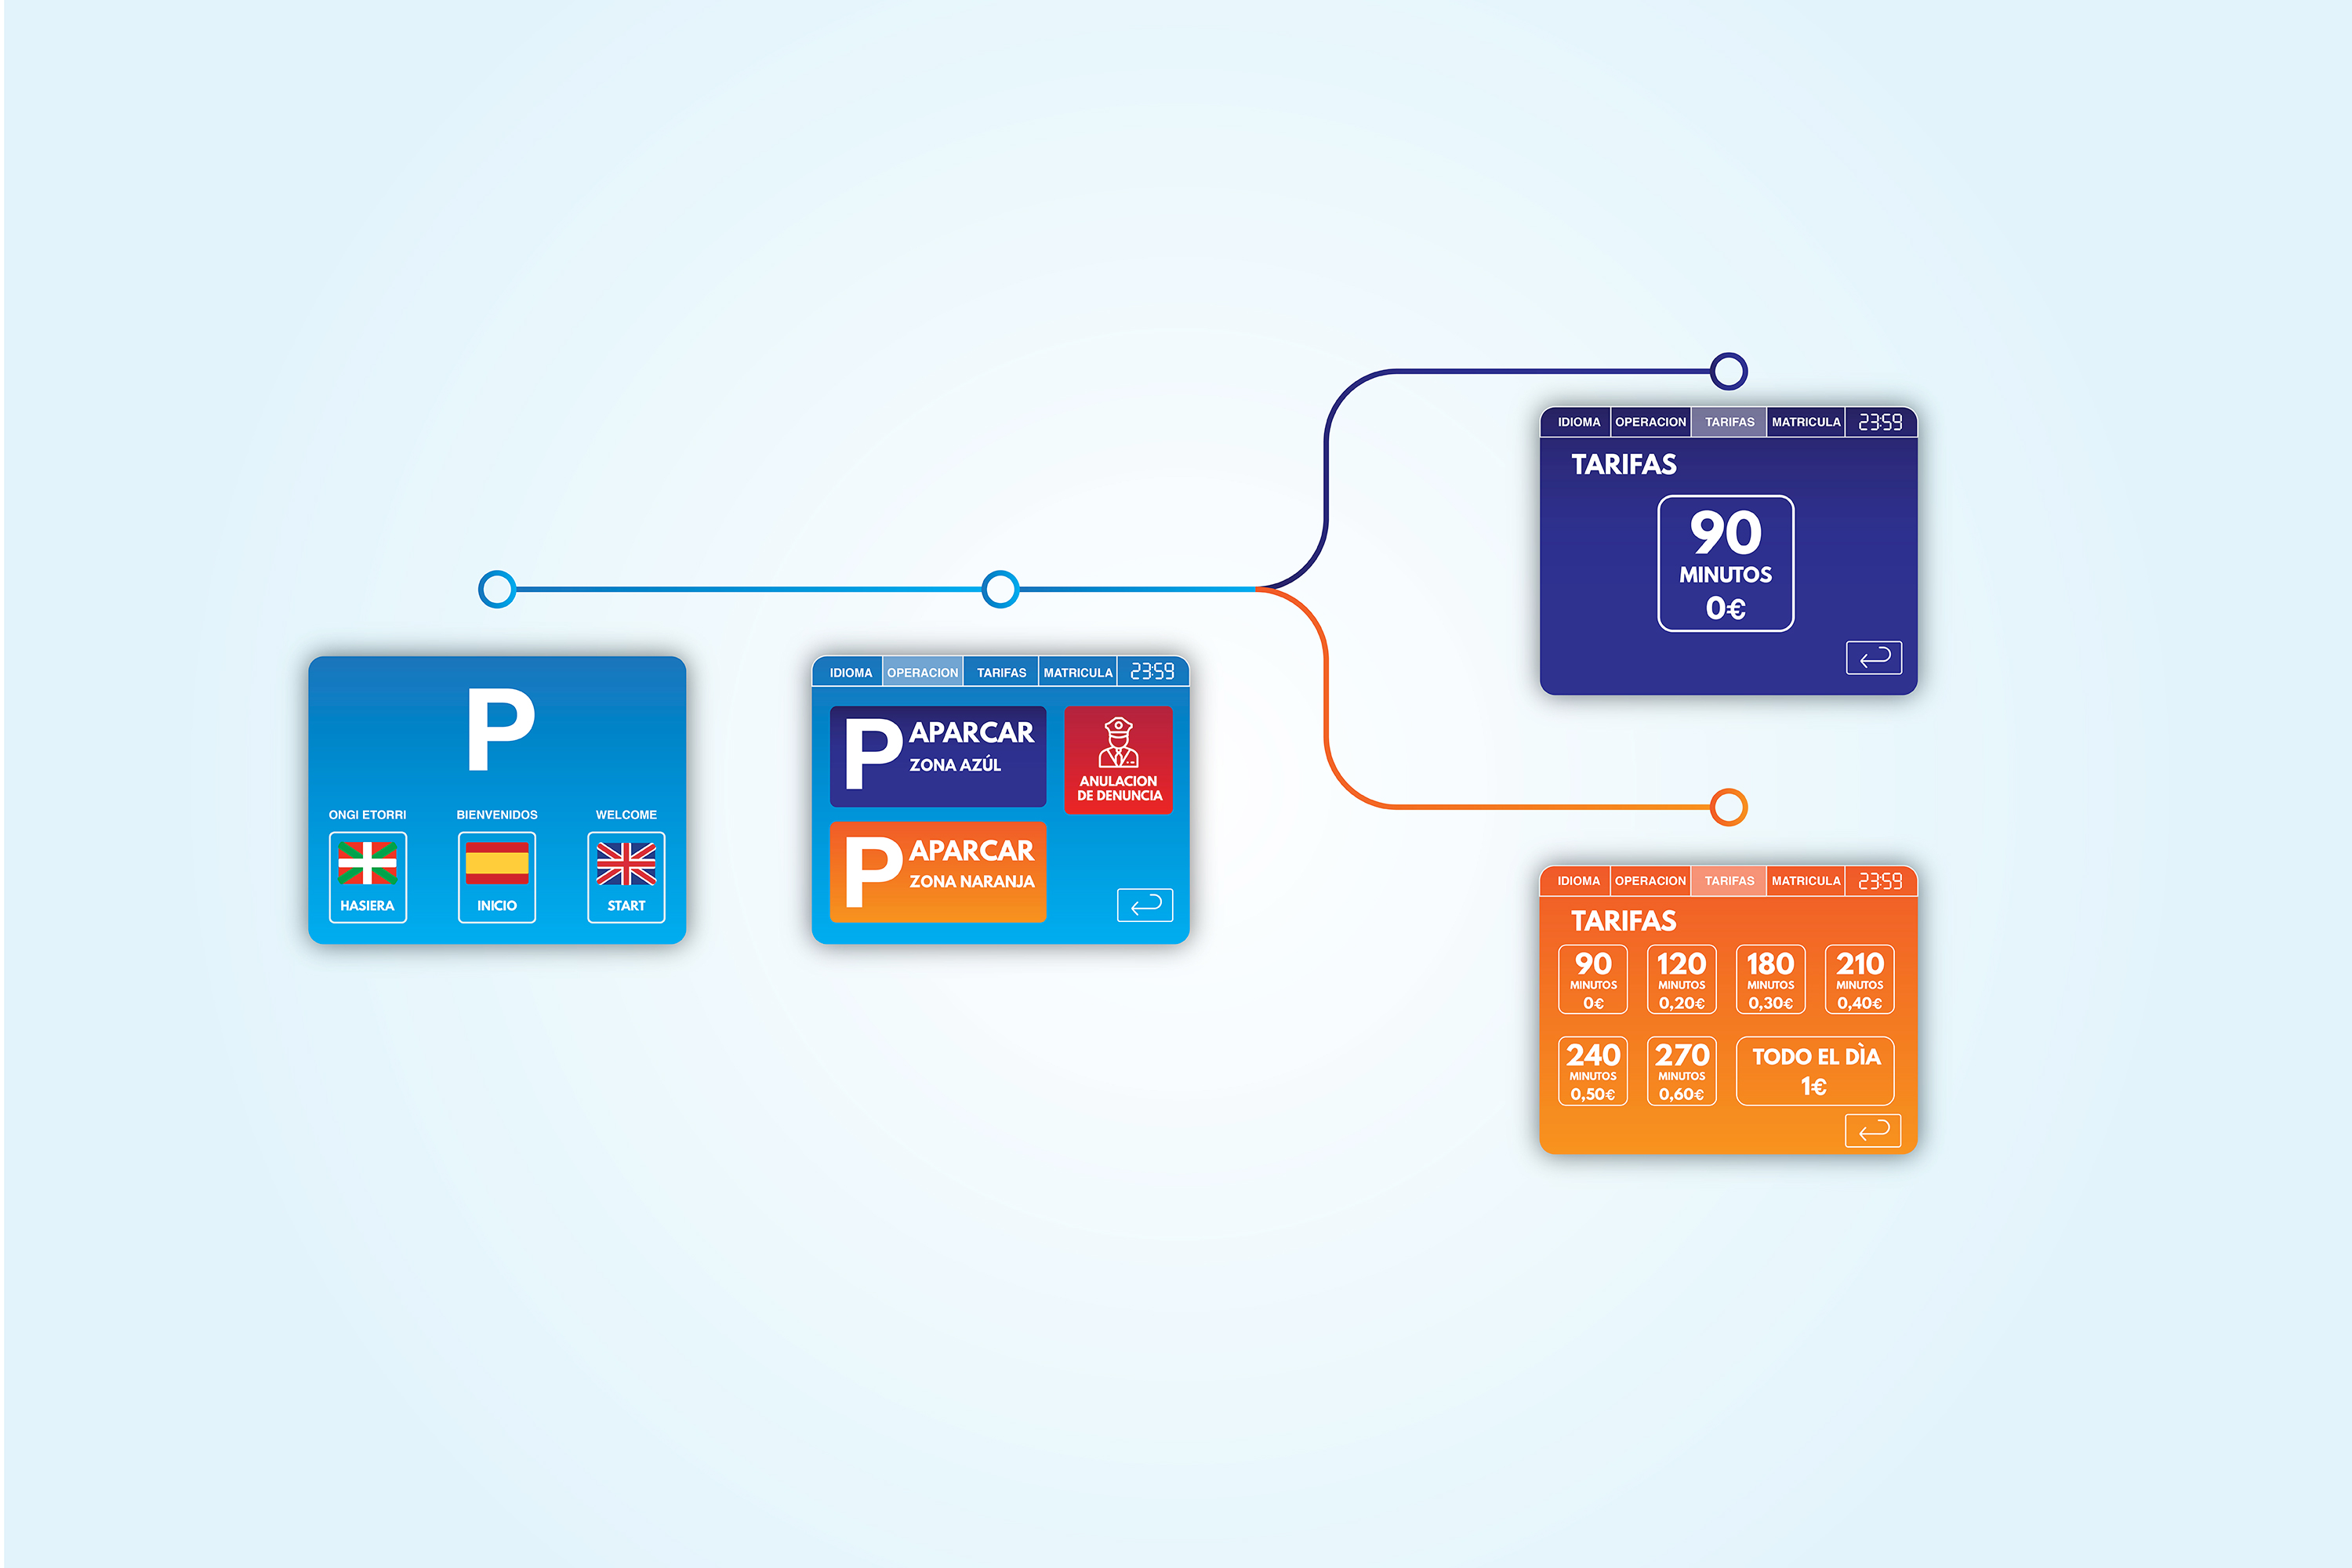 P
ONGI ETORRI
BIENVENIDOS
WELCOME
HASIERA
INICIO
START
IDIOMA OPERACION TARIFAS MATRICULA 23:59
P APARCAR
ZONA AZÚL
ANULACION
DE DENUNCIA
P APARCAR
ZONA NARANJA
IDIOMA OPERACION TARIFAS MATRICULA 23:59
TARIFAS
90
MINUTOS
0€
IDIOMA OPERACION TARIFAS MATRICULA 23:59
TARIFAS
90
MINUTOS
0€
120
MINUTOS
0,20€
180
MINUTOS
0,30€
210
MINUTOS
0,40€
240
MINUTOS
0,50€
270
MINUTOS
0,60€
TODO EL DÌA
1€